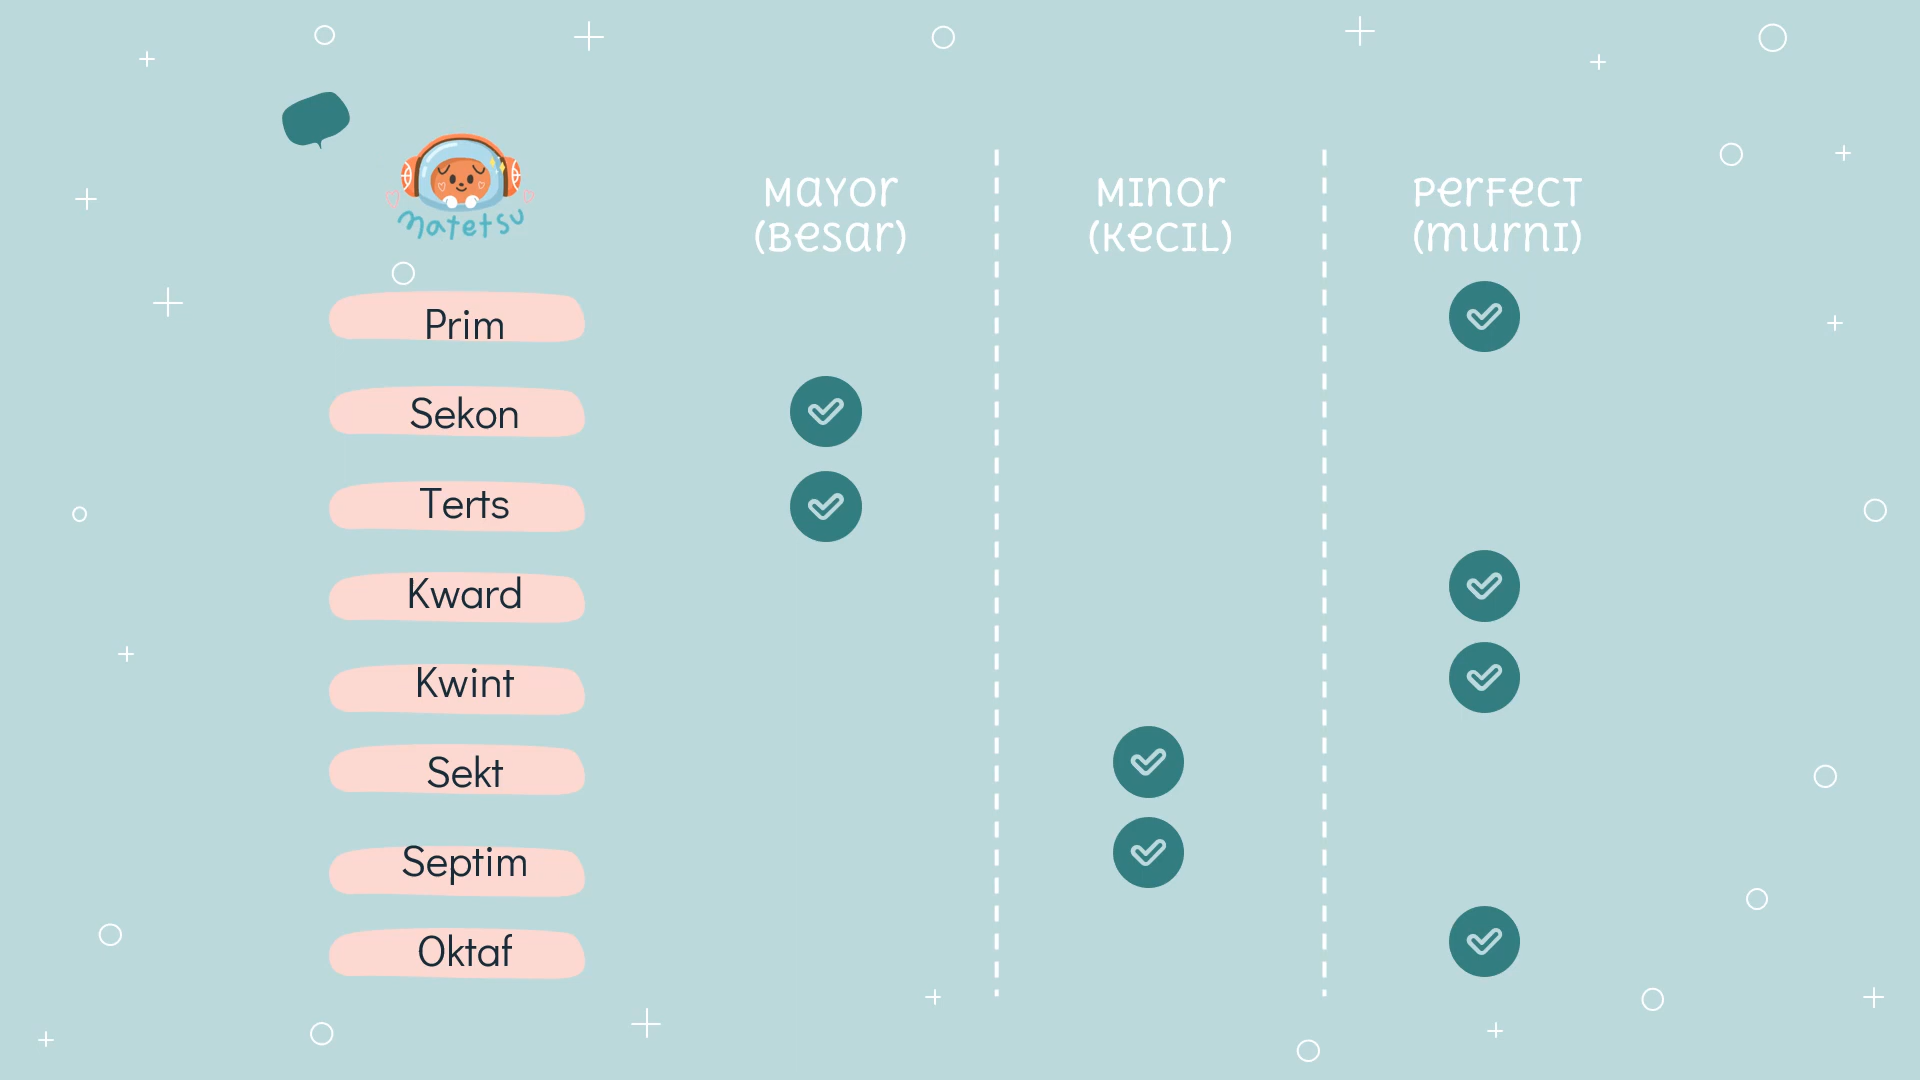 Matetsu
Mayor
(Besar)
Minor
(Kecil)
Perfect
(Murni)
Prim
Sekon
Terts
Kward
Kwint
Sekt
Septim
Oktaf